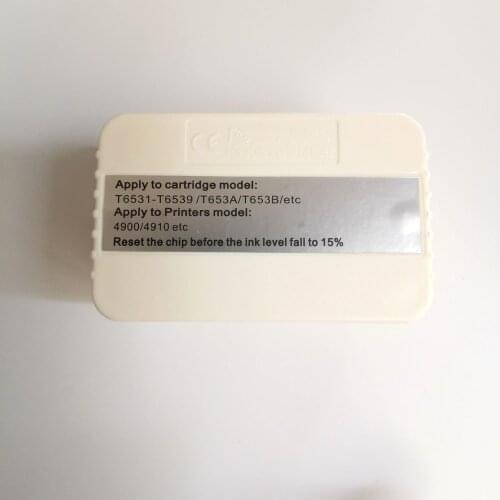 CE
Apply to cartridge model:
T6531-T6539 /T653A/T653B/etc
Apply to Printers model:
4900/4910 etc
Reset the chip before the ink level fall to 15%